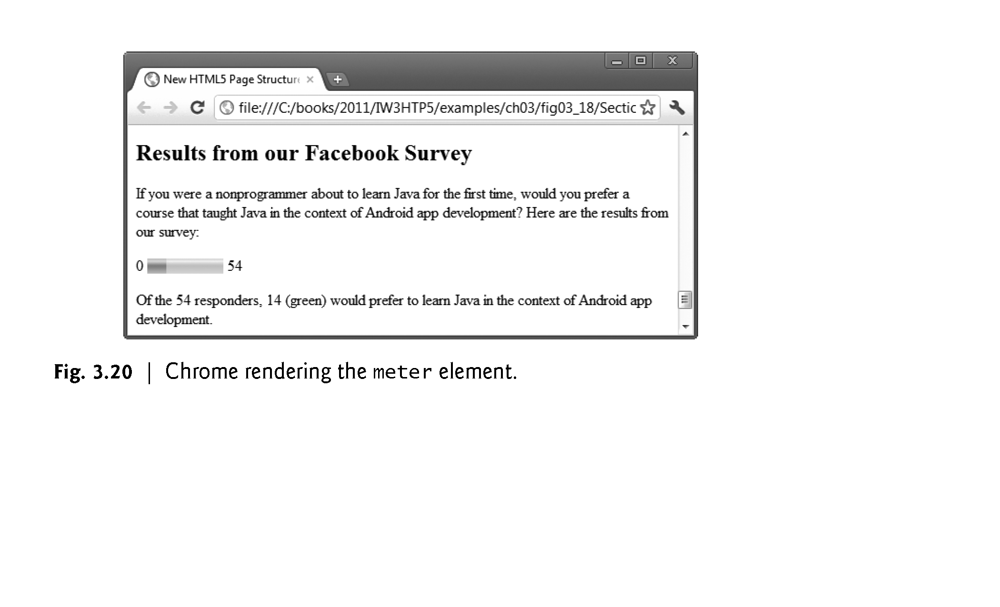 New HTML5 Page Structure
file:///C:/books/2011/IW3HTP5/examples/ch03/fig03_18/Sectic
Results from our Facebook Survey
If you were a nonprogrammer about to learn Java for the first time, would you prefer a
course that taught Java in the context of Android app development? Here are the results from
our survey:
0 54
Of the 54 responders, 14 (green) would prefer to learn Java in the context of Android app
development.
Fig. 3.20 | Chrome rendering the meter element.